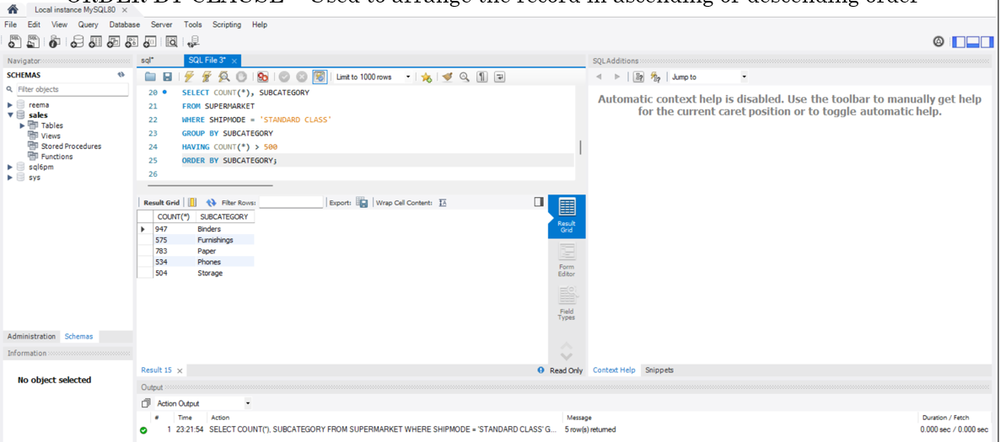 ORDER BY CLAUSE – Used to arrange the record in ascending or descending order
Local instance MySQL80
File Edit View Query Database Server Tools Scripting Help
Navigator
SCHEMAS
Filter objects
reema
sales
Tables
Views
Stored Procedures
Functions
sql6pm
sys
Administration Schemas
Information
No object selected
sql* SQL File 3*
Limit to 1000 rows
20 SELECT COUNT(*), SUBCATEGORY
21 FROM SUPERMARKET
22 WHERE SHIPMODE = 'STANDARD CLASS'
23 GROUP BY SUBCATEGORY
24 HAVING COUNT(*) > 500
25 ORDER BY SUBCATEGORY;
26
Result Grid Filter Rows: Export: Wrap Cell Content:
COUNT(*) SUBCATEGORY
947 Binders
575 Furnishings
783 Paper
534 Phones
504 Storage
Result Grid
Form Editor
Field Types
Result 15 Read Only
SQLAdditions
Jump to
Automatic context help is disabled. Use the toolbar to manually get help
for the current caret position or to toggle automatic help.
Context Help Snippets
Output
Action Output
# Time Action Message Duration / Fetch
1 23:21:54 SELECT COUNT(*), SUBCATEGORY FROM SUPERMARKET WHERE SHIPMODE = 'STANDARD CLASS' G... 5 row(s) returned 0.000 sec / 0.000 sec